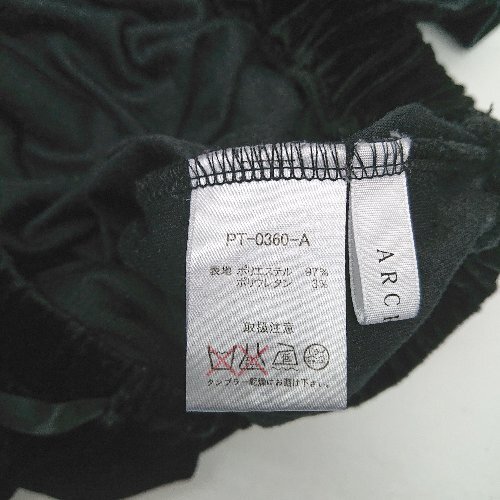 PT-0360-A
表地 ポリエステル 97%
ポリウレタン 3%
取扱注意
タンブラー乾燥はお避け下さい。
ARCH